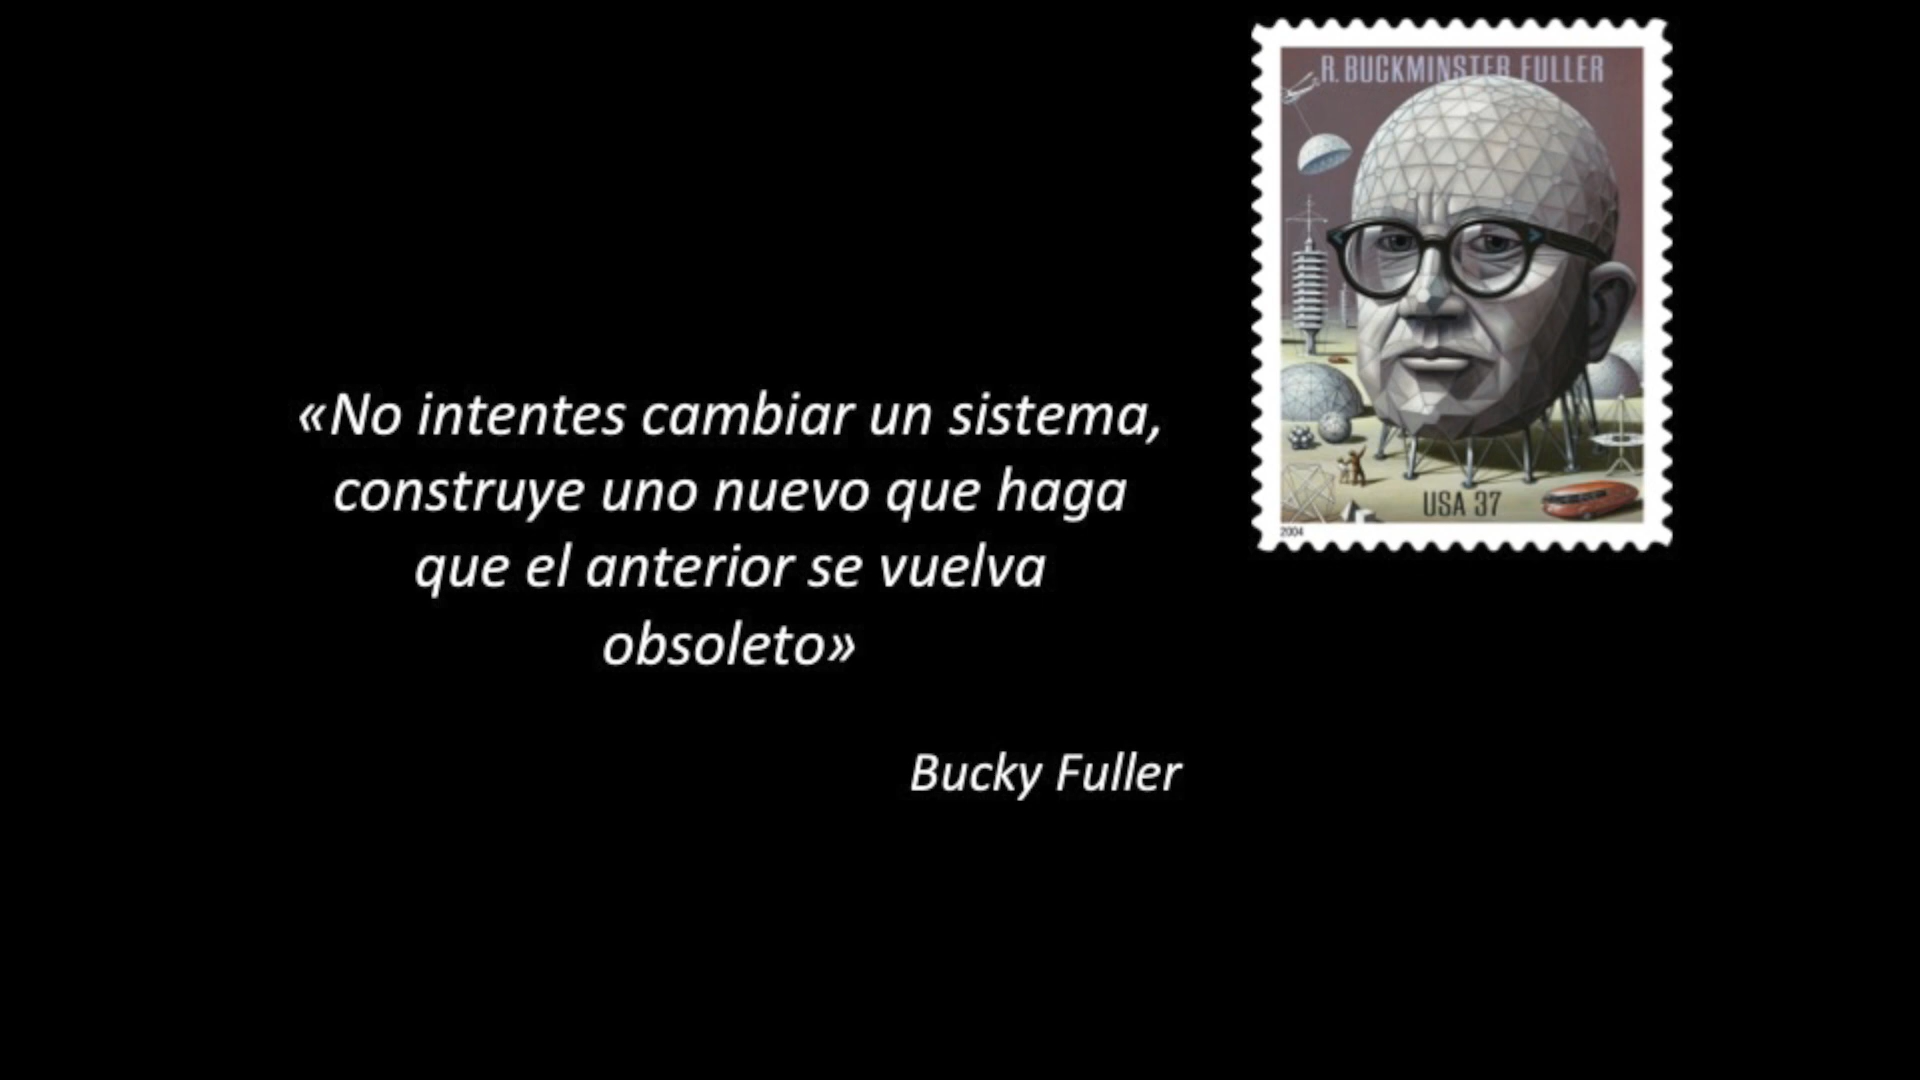 R. BUCKMINSTER FULLER
USA 37
2004
«No intentes cambiar un sistema,
construye uno nuevo que haga
que el anterior se vuelva
obsoleto»
Bucky Fuller